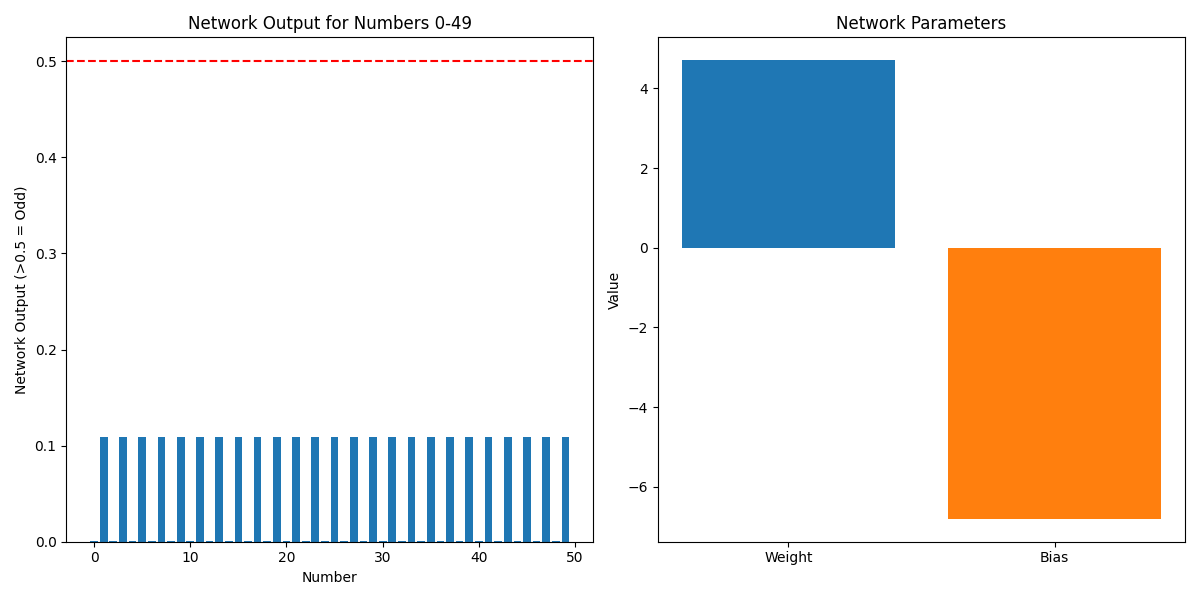 Network Output for Numbers 0-49
Network Output (>0.5 = Odd)
0.5
0.4
0.3
0.2
0.1
0.0
0 10 20 30 40 50
Number
Network Parameters
Value
4
2
0
−2
−4
−6
Weight Bias